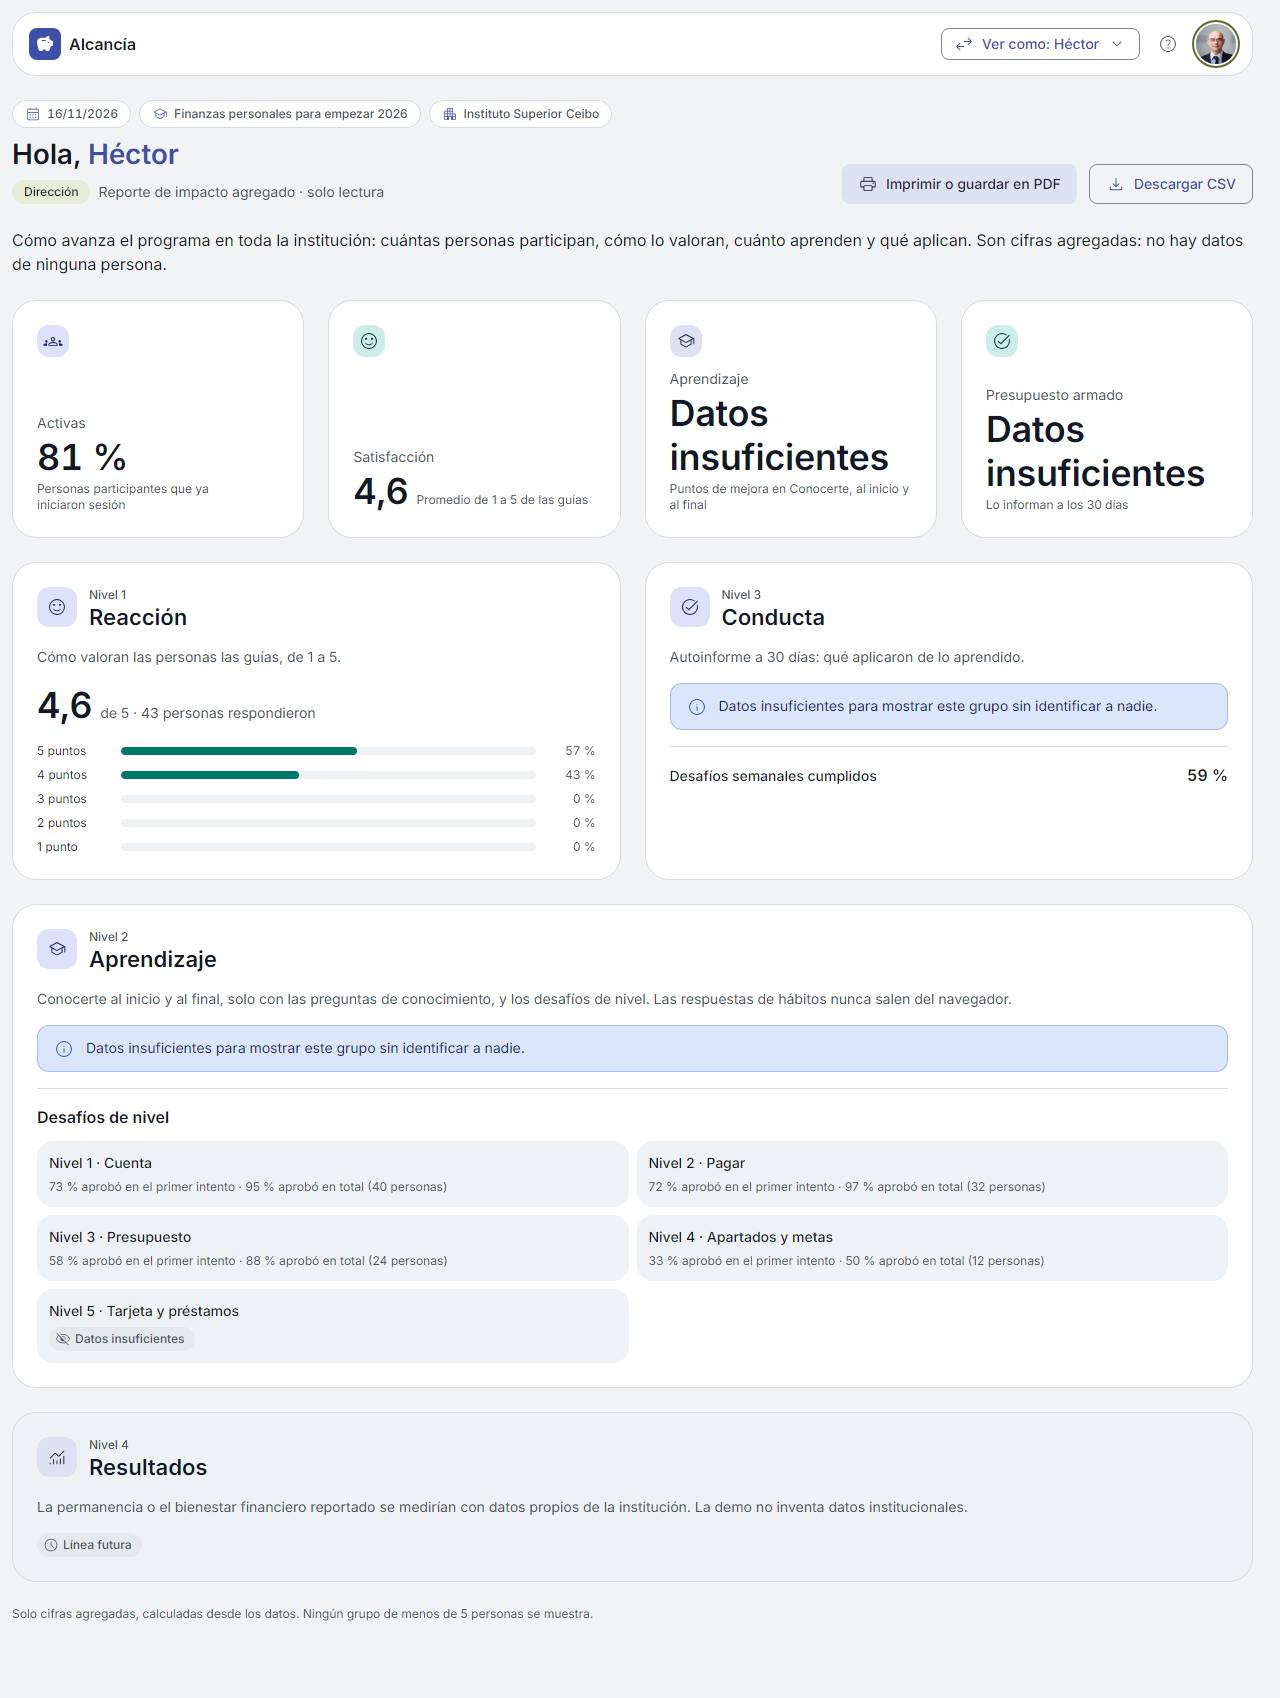 Alcancía
Ver como: Héctor
16/11/2026
Finanzas personales para empezar 2026
Instituto Superior Ceibo
Hola, Héctor
Dirección
Reporte de impacto agregado · solo lectura
Imprimir o guardar en PDF
Descargar CSV
Cómo avanza el programa en toda la institución: cuántas personas participan, cómo lo valoran, cuánto aprenden y qué aplican. Son cifras agregadas: no hay datos
de ninguna persona.
Activas
81 %
Personas participantes que ya
iniciaron sesión
Satisfacción
4,6 Promedio de 1 a 5 de las guías
Aprendizaje
Datos
insuficientes
Puntos de mejora en Conocerte, al inicio y
al final
Presupuesto armado
Datos
insuficientes
Lo informan a los 30 días
Nivel 1
Reacción
Cómo valoran las personas las guías, de 1 a 5.
4,6 de 5 · 43 personas respondieron
5 puntos 57 %
4 puntos 43 %
3 puntos 0 %
2 puntos 0 %
1 punto 0 %
Nivel 3
Conducta
Autoinforme a 30 días: qué aplicaron de lo aprendido.
Datos insuficientes para mostrar este grupo sin identificar a nadie.
Desafíos semanales cumplidos 59 %
Nivel 2
Aprendizaje
Conocerte al inicio y al final, solo con las preguntas de conocimiento, y los desafíos de nivel. Las respuestas de hábitos nunca salen del navegador.
Datos insuficientes para mostrar este grupo sin identificar a nadie.
Desafíos de nivel
Nivel 1 · Cuenta
73 % aprobó en el primer intento · 95 % aprobó en total (40 personas)
Nivel 2 · Pagar
72 % aprobó en el primer intento · 97 % aprobó en total (32 personas)
Nivel 3 · Presupuesto
58 % aprobó en el primer intento · 88 % aprobó en total (24 personas)
Nivel 4 · Apartados y metas
33 % aprobó en el primer intento · 50 % aprobó en total (12 personas)
Nivel 5 · Tarjeta y préstamos
Datos insuficientes
Nivel 4
Resultados
La permanencia o el bienestar financiero reportado se medirían con datos propios de la institución. La demo no inventa datos institucionales.
Línea futura
Solo cifras agregadas, calculadas desde los datos. Ningún grupo de menos de 5 personas se muestra.